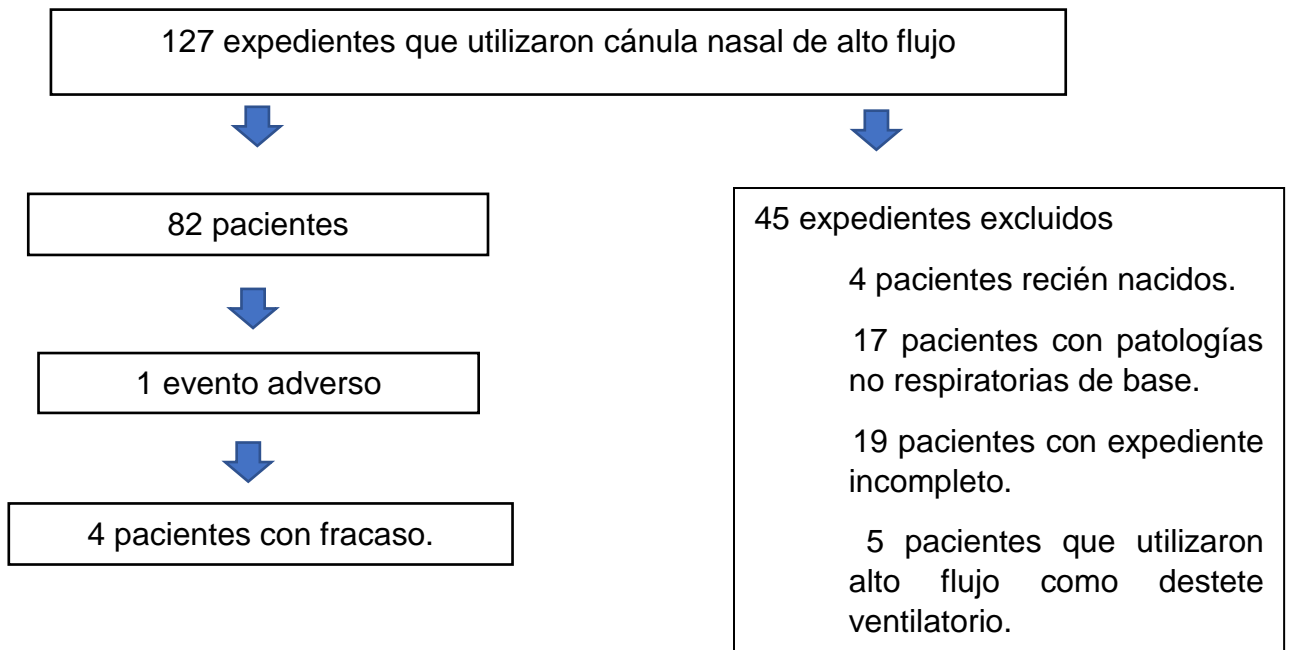 127 expedientes que utilizaron cánula nasal de alto flujo
82 pacientes
1 evento adverso
4 pacientes con fracaso.
45 expedientes excluidos
4 pacientes recién nacidos.
17 pacientes con patologías
no respiratorias de base.
19 pacientes con expediente
incompleto.
5 pacientes que utilizaron
alto flujo como destete
ventilatorio.